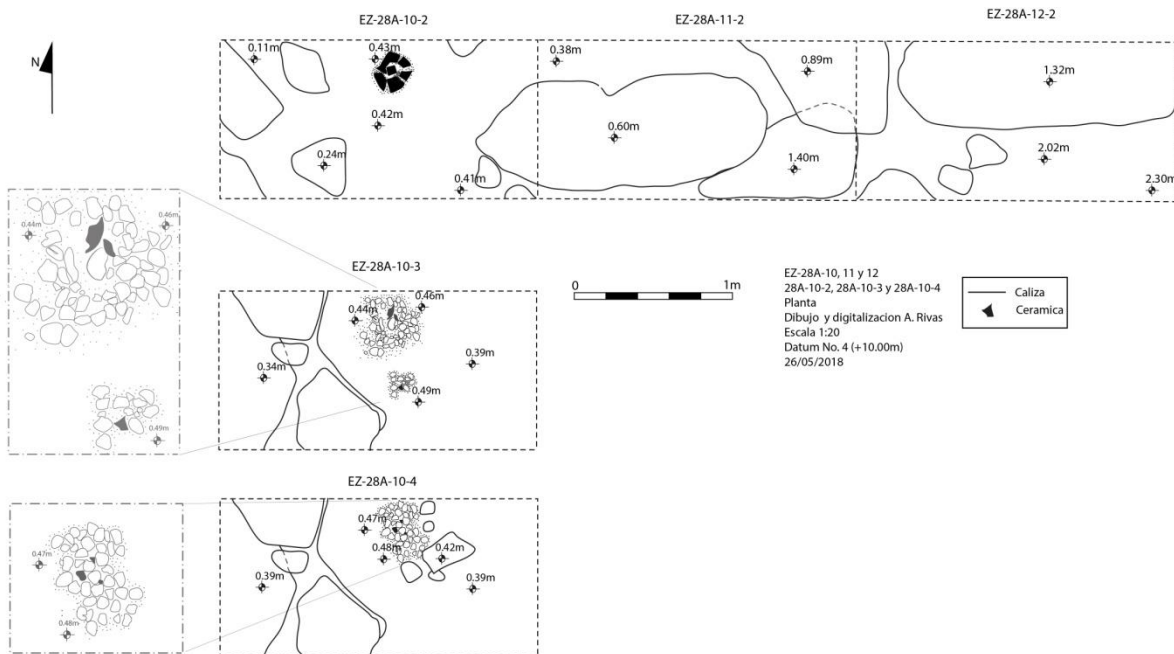 EZ-28A-10-2
EZ-28A-11-2
EZ-28A-12-2
N
0.11m
0.43m
0.38m
0.89m
1.32m
0.42m
0.60m
0.24m
0.41m
1.40m
2.02m
2.30m
0.44m
0.46m
0.49m
EZ-28A-10-3
0.46m
0.44m
0.34m
0.39m
0.49m
0 1m
EZ-28A-10, 11 y 12
28A-10-2, 28A-10-3 y 28A-10-4
Planta
Dibujo y digitalizacion A. Rivas
Escala 1:20
Datum No. 4 (+10.00m)
26/05/2018
Caliza
Ceramica
EZ-28A-10-4
0.47m
0.48m
0.47m
0.48m
0.42m
0.39m
0.39m